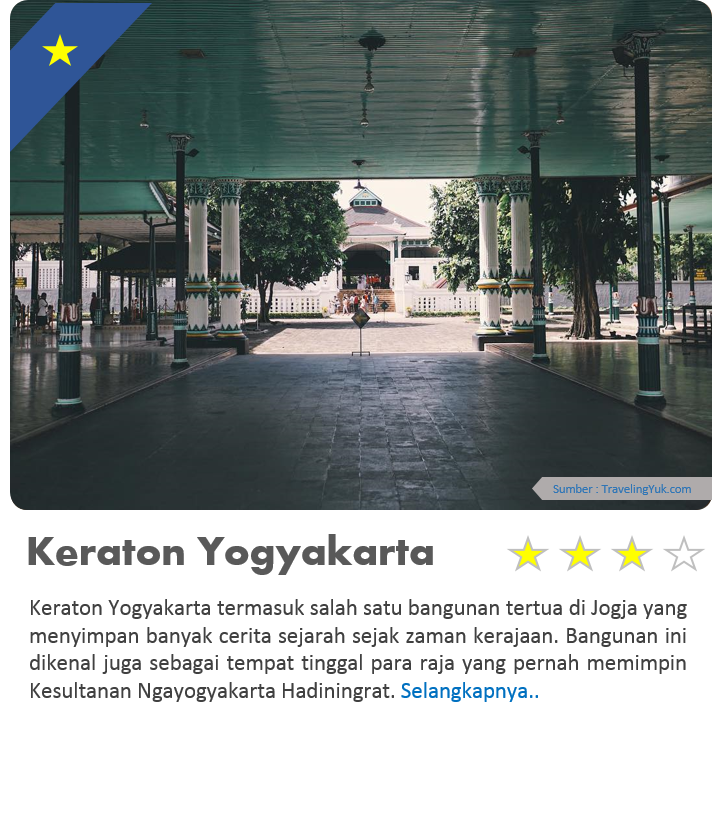 Sumber : TravelingYuk.com
Keraton Yogyakarta
Keraton Yogyakarta termasuk salah satu bangunan tertua di Jogja yang
menyimpan banyak cerita sejarah sejak zaman kerajaan. Bangunan ini
dikenal juga sebagai tempat tinggal para raja yang pernah memimpin
Kesultanan Ngayogyakarta Hadiningrat. Selangkapnya..